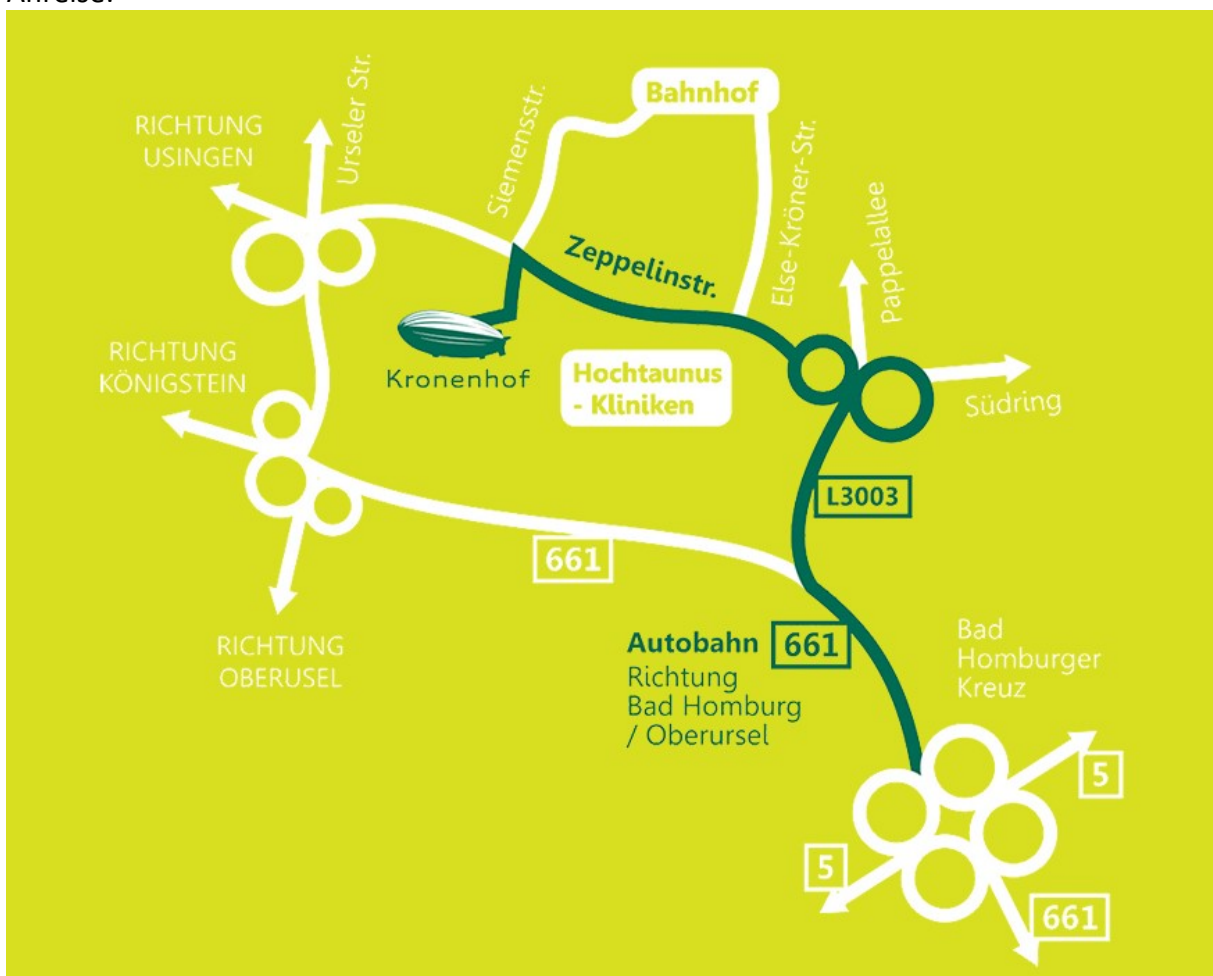 Anreise:
Bahnhof
Siemensstr.
Urseler Str.
RICHTUNG
USINGEN
Zeppelinstr.
Else-Kröner-Str.
Pappelallee
RICHTUNG
KÖNIGSTEIN
Kronenhof
Hochtaunus
- Kliniken
Südring
L3003
661
RICHTUNG
OBERUSEL
Autobahn 661
Richtung
Bad Homburg
/ Oberursel
Bad
Homburger
Kreuz
5
5
661